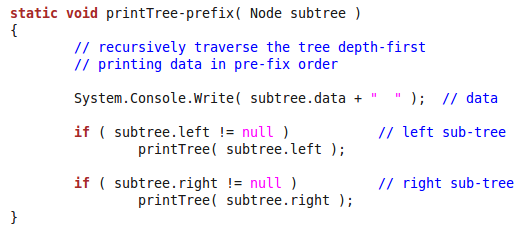 static void printTree-prefix( Node subtree )
{
        // recursively traverse the tree depth-first
        // printing data in pre-fix order

        System.Console.Write( subtree.data + "  " );  // data

        if ( subtree.left != null )           // left sub-tree
                printTree( subtree.left );

        if ( subtree.right != null )          // right sub-tree
                printTree( subtree.right );
}